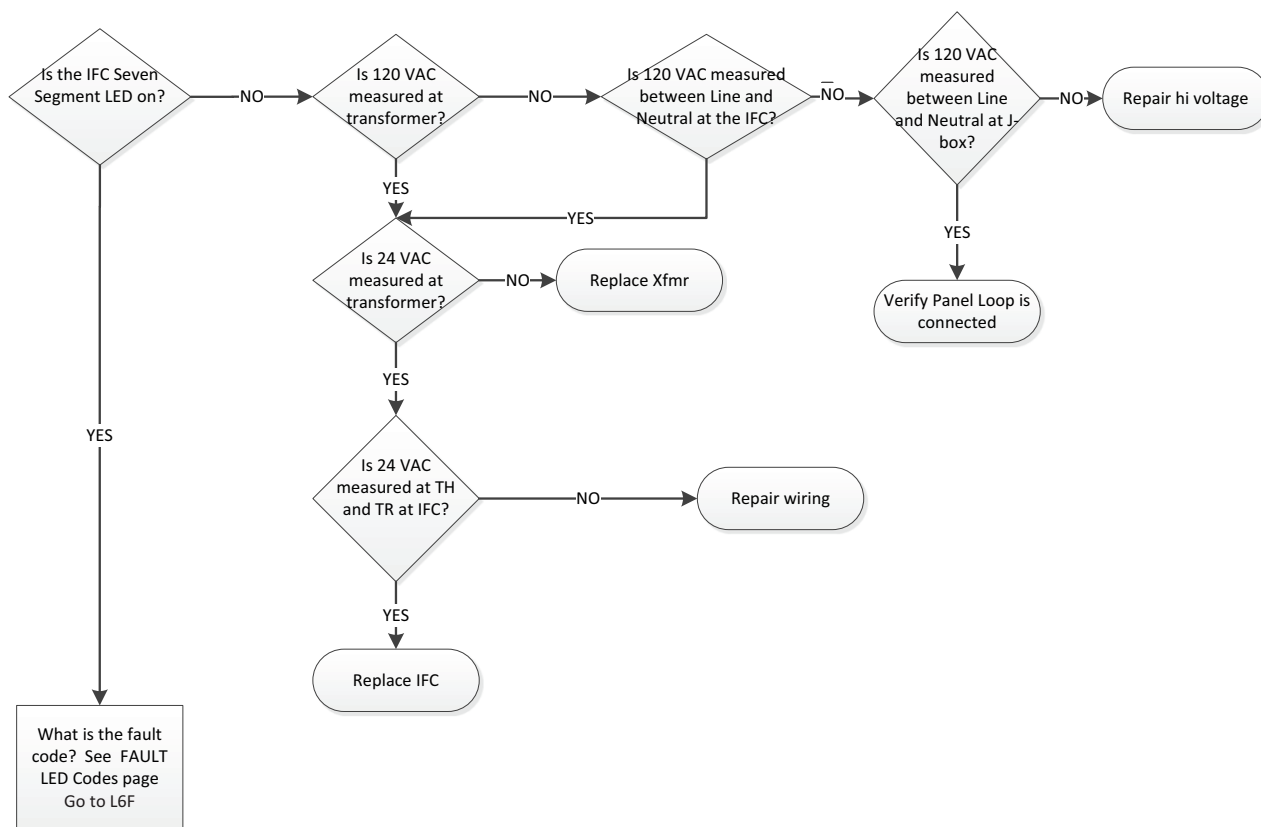 Is the IFC Seven
Segment LED on?
NO
Is 120 VAC
measured at
transformer?
NO
Is 120 VAC measured
between Line and
Neutral at the IFC?
NO
Is 120 VAC
measured
between Line
and Neutral at J-
box?
NO
Repair hi voltage
YES
YES
YES
Is 24 VAC
measured at
transformer?
NO
Replace Xfmr
Verify Panel Loop is
connected
YES
YES
Is 24 VAC
measured at TH
and TR at IFC?
NO
Repair wiring
YES
Replace IFC
What is the fault
code? See FAULT
LED Codes page
Go to L6F